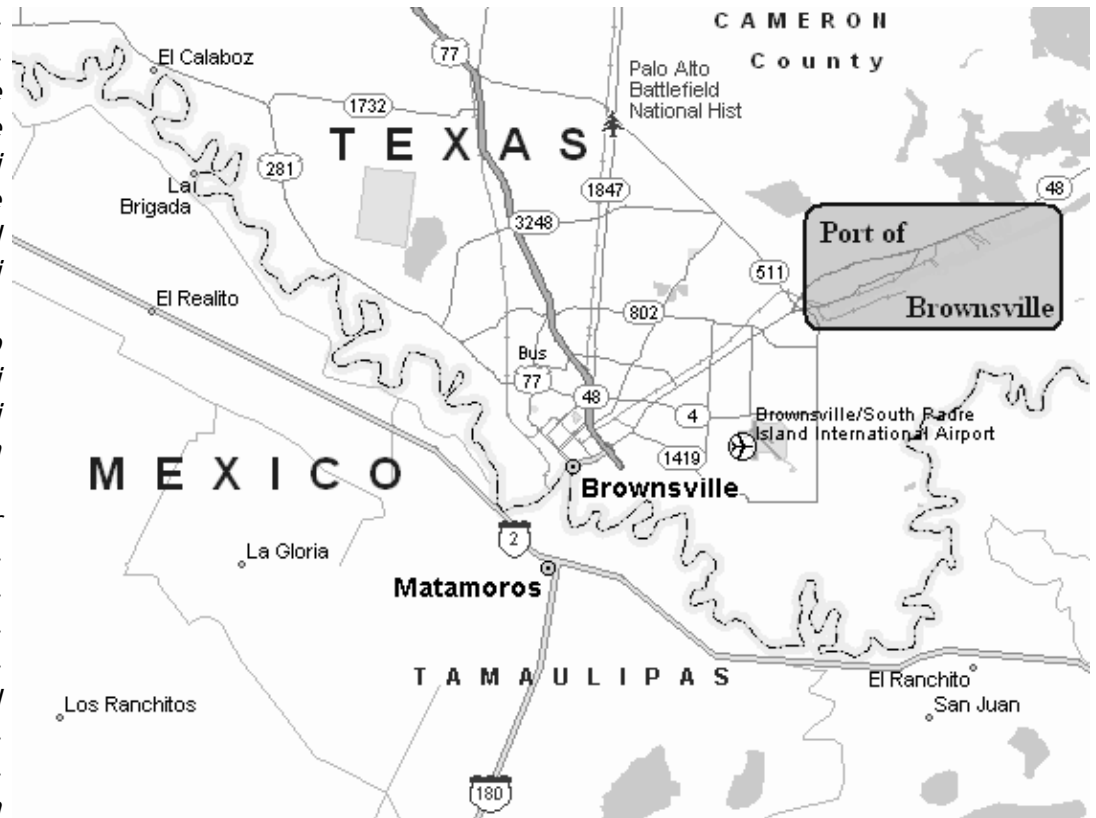 CAMERON
County
77
El Calaboz
Palo Alto
Battlefield
National Hist
1732
TEXAS
281
La
Brigada
1847
48
3248
Port of
Brownsville
511
El Realito
802
Bus
77
48
4
Brownsville/South Padre
Island International Airport
1419
MEXICO
Brownsville
2
La Gloria
Matamoros
TAMAULIPAS
El Ranchito
Los Ranchitos
San Juan
180